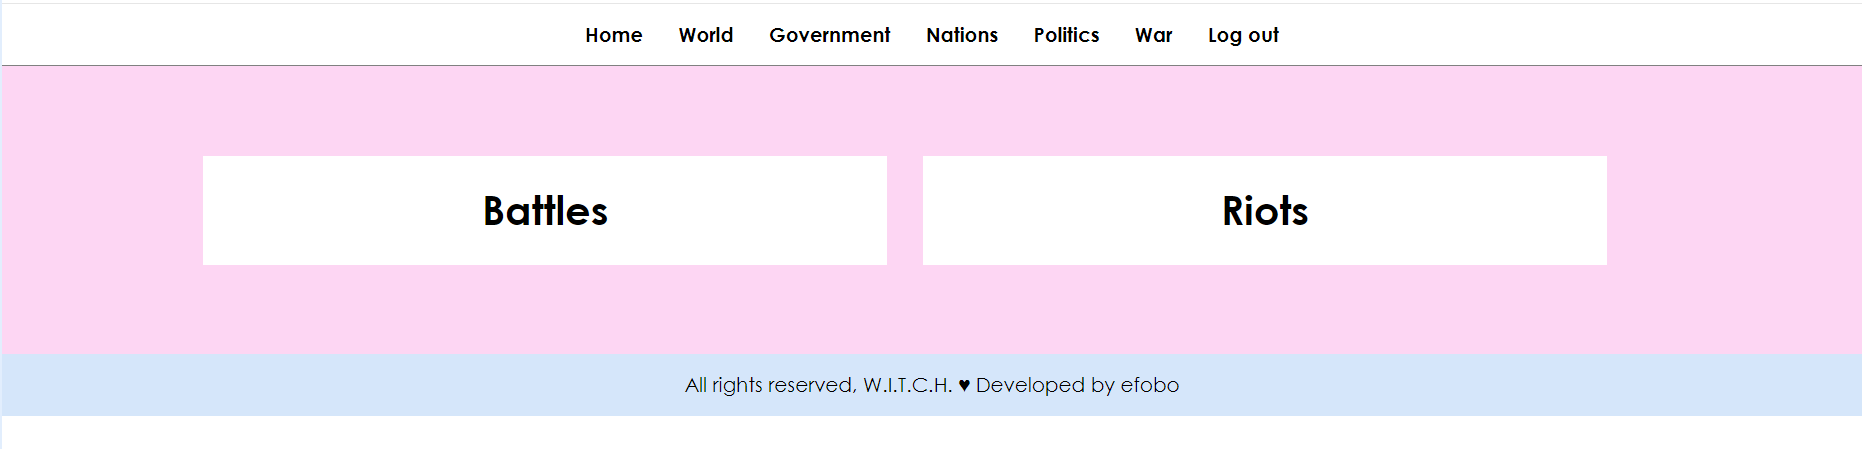 Home World Government Nations Politics War Log out
Battles Riots
All rights reserved, W.I.T.C.H. ♥ Developed by efobo